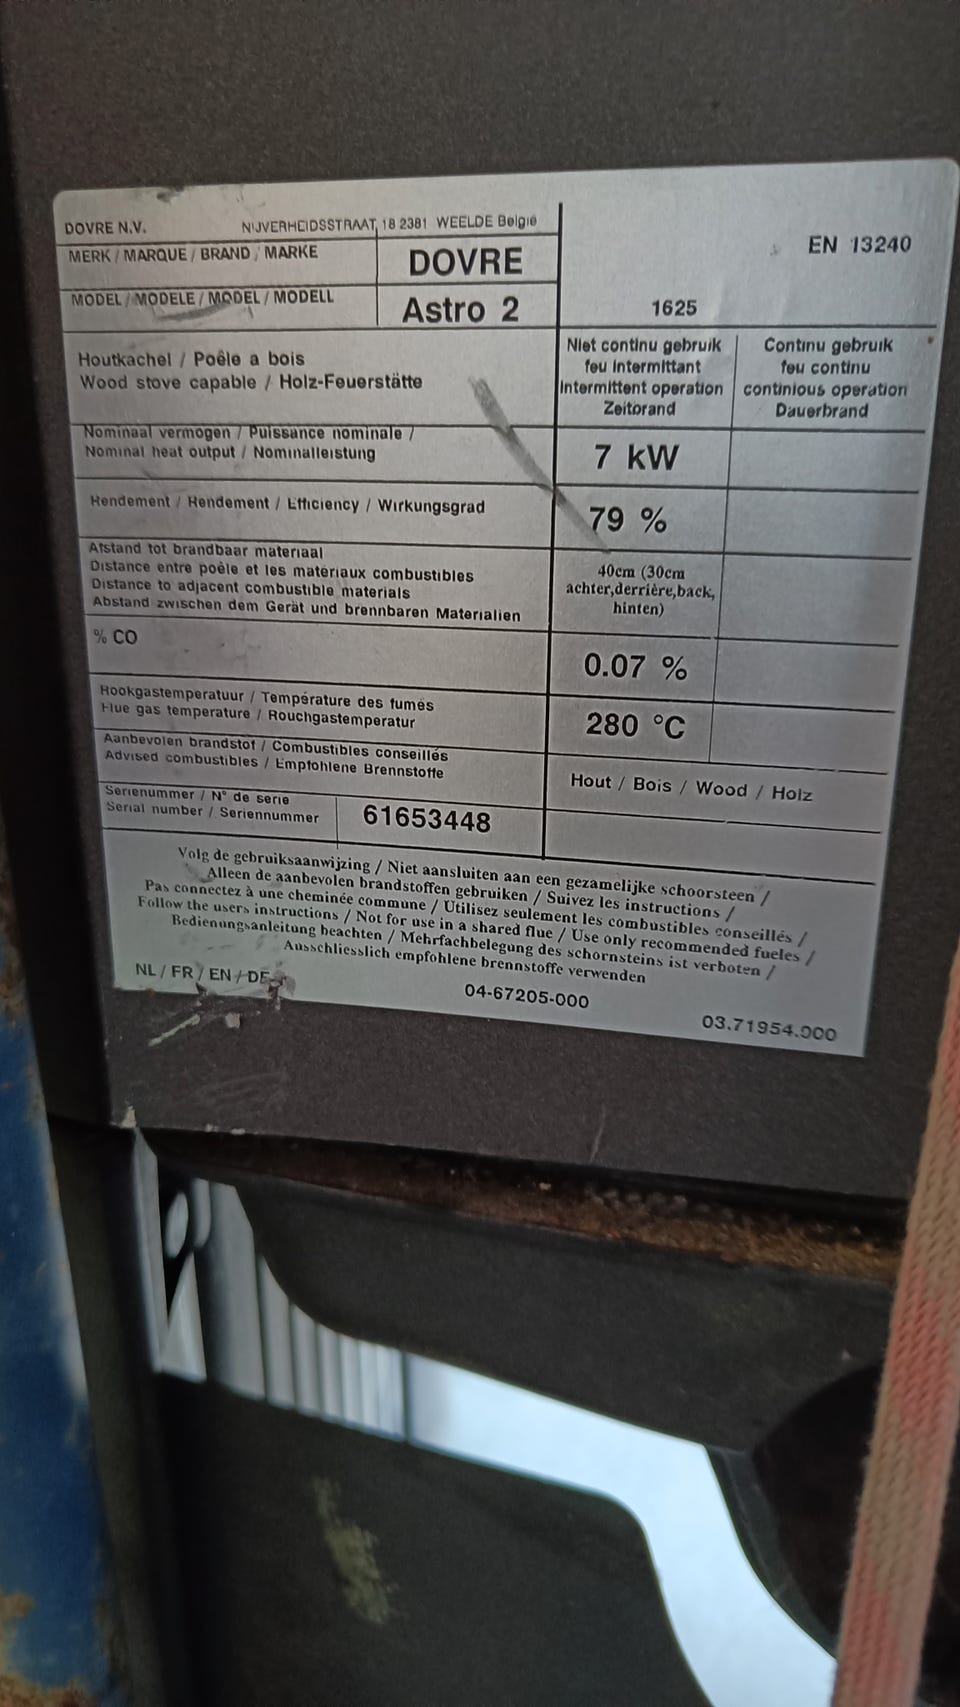 DOVRE N.V. NIJVERHEIDSSTRAAT 18 2381 WEELDE België
EN 13240
MERK / MARQUE / BRAND / MARKE DOVRE
MODEL / MODELE / MODEL / MODELL Astro 2
1625
Houtkachel / Poêle a bois
Wood stove capable / Holz-Feuerstätte
Niet continu gebruik
feu intermittant
Intermittent operation
Zeitbrand
Continu gebruik
feu continu
continious operation
Dauerbrand
Nominaal vermogen / Puissance nominale /
Nominal heat output / Nominalleistung
7 kW
Rendement / Rendement / Efficiency / Wirkungsgrad
79 %
Afstand tot brandbaar materiaal
Distance entre poêle et les matériaux combustibles
Distance to adjacent combustible materials
Abstand zwischen dem Gerät und brennbaren Materialien
40cm (30cm
achter,derrière,back,
hinten)
% CO
0.07 %
Rookgastemperatuur / Température des fumés
Flue gas temperature / Rouchgastemperatur
280 °C
Aanbevolen brandstof / Combustibles conseillés
Advised combustibles / Empfohlene Brennstoffe
Hout / Bois / Wood / Holz
Serienummer / N° de serie
Serial number / Seriennummer
61653448
Volg de gebruiksaanwijzing / Niet aansluiten aan een gezamelijke schoorsteen /
Alleen de aanbevolen brandstoffen gebruiken / Suivez les instructions /
Pas connectez à une cheminée commune / Utilisez seulement les combustibles conseillés /
Follow the users instructions / Not for use in a shared flue / Use only recommended fueles /
Bedienungsanleitung beachten / Mehrfachbelegung des schornsteins ist verboten /
Ausschliesslich empfohlene brennstoffe verwenden
NL / FR / EN / DE
04-67205-000
03.71954.000